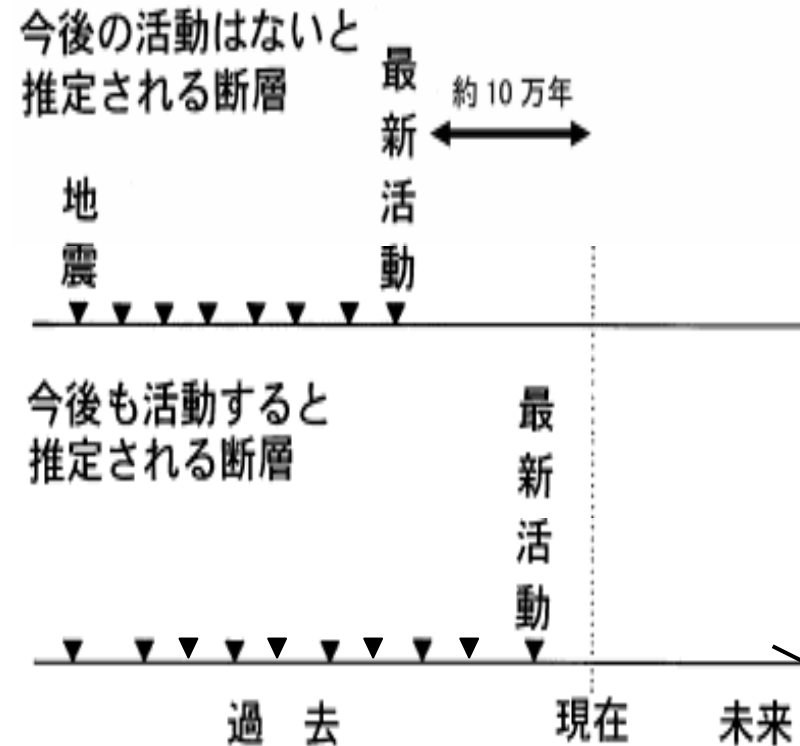 今後の活動はないと
推定される断層
最新活動
約10万年
地震
今後も活動すると
推定される断層
最新活動
過去
現在
未来